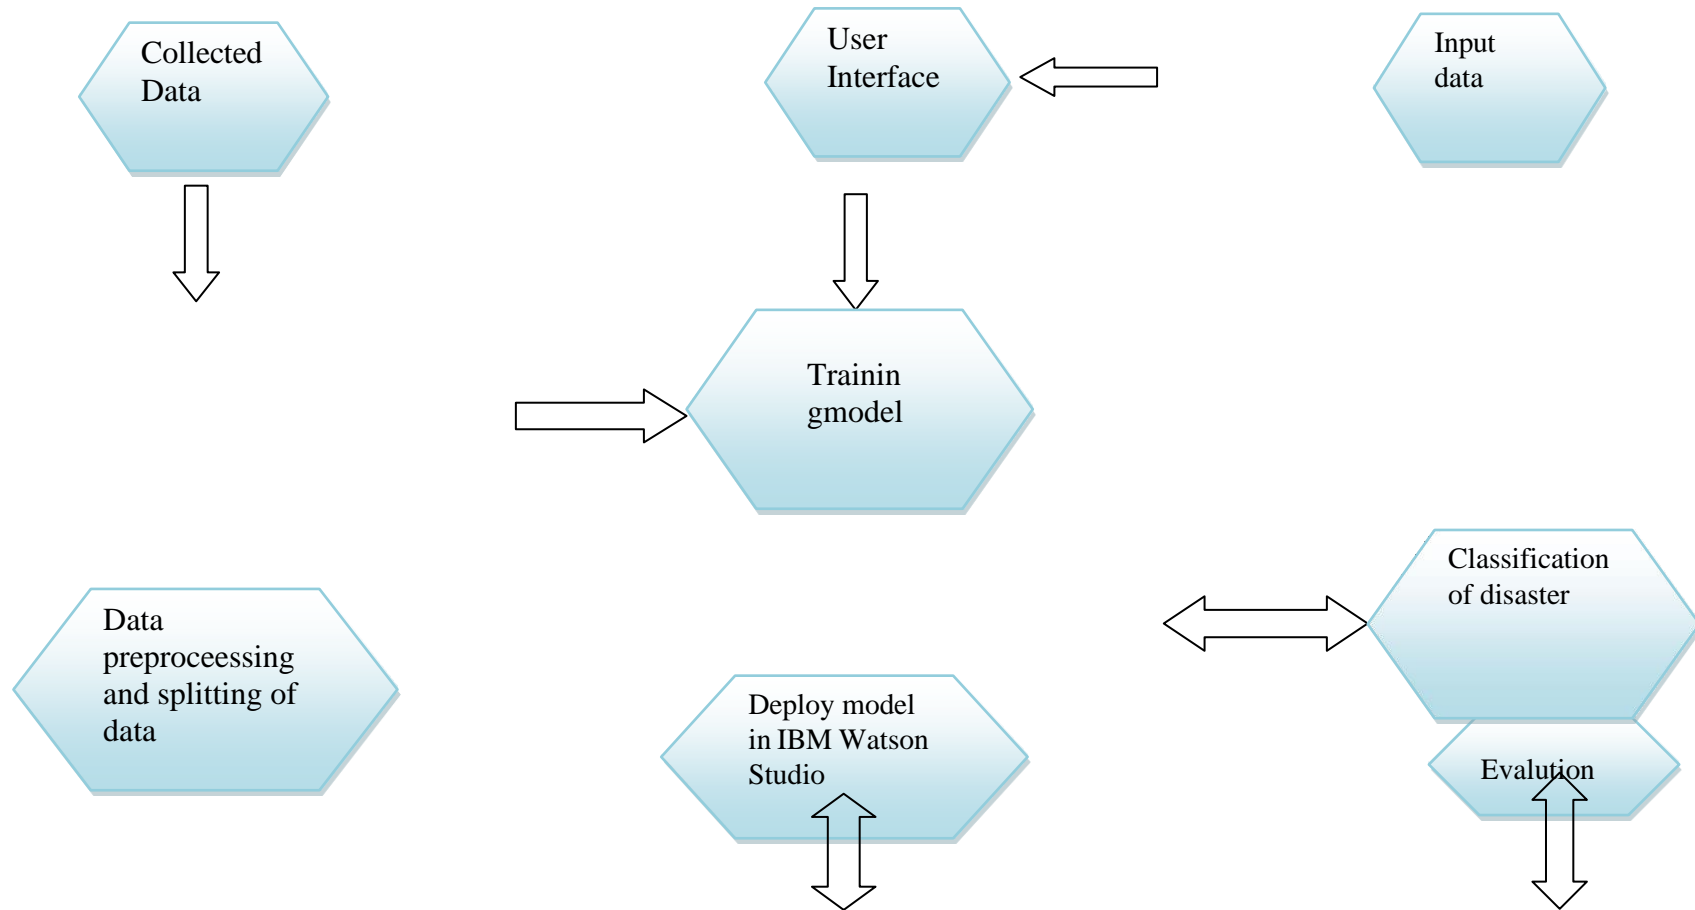 Collected
Data
User
Interface
Input
data
Trainin
gmodel
Classification
of disaster
Data
preproceessing
and splitting of
data
Deploy model
in IBM Watson
Studio
Evalution